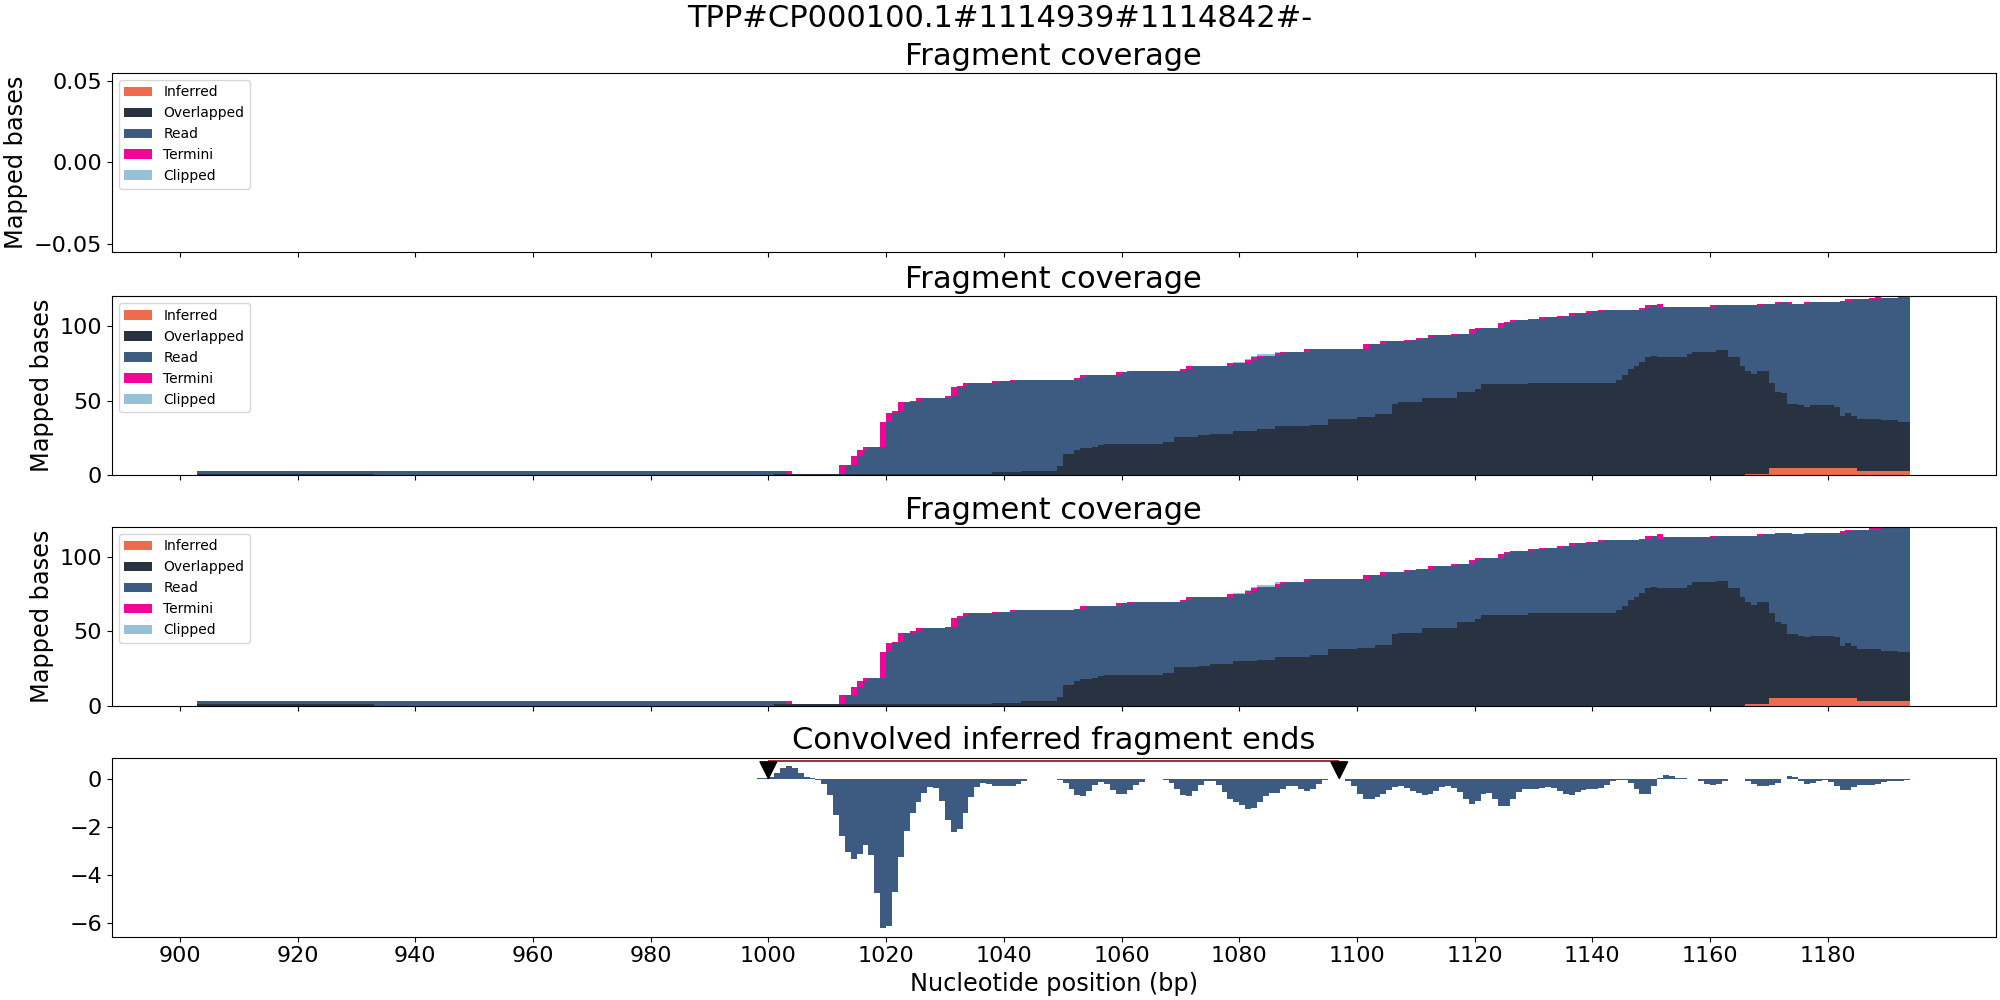 TPP#CP000100.1#1114939#1114842#-
Fragment coverage
Mapped bases
0.05
0.00
−0.05
Inferred
Overlapped
Read
Termini
Clipped
Fragment coverage
Mapped bases
100
50
0
Inferred
Overlapped
Read
Termini
Clipped
Fragment coverage
Mapped bases
100
50
0
Inferred
Overlapped
Read
Termini
Clipped
Convolved inferred fragment ends
0
−2
−4
−6
900 920 940 960 980 1000 1020 1040 1060 1080 1100 1120 1140 1160 1180
Nucleotide position (bp)